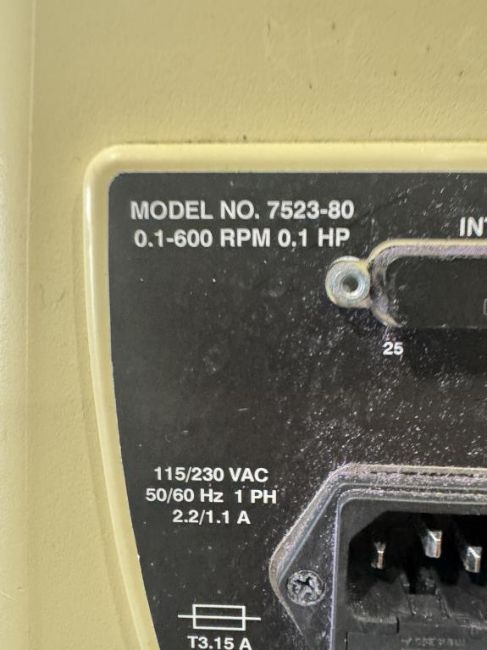 MODEL NO. 7523-80
0.1-600 RPM 0.1 HP
INT
25
115/230 VAC
50/60 Hz 1 PH
2.2/1.1 A
T3.15 A